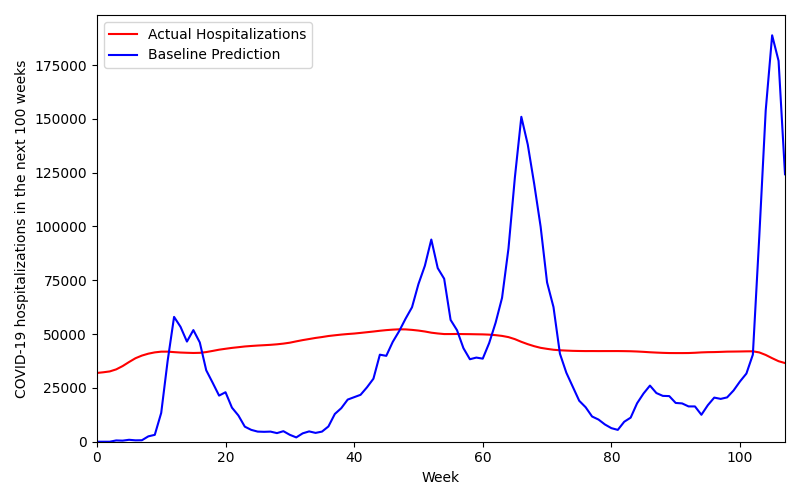 Actual Hospitalizations
Baseline Prediction
COVID-19 hospitalizations in the next 100 weeks
175000
150000
125000
100000
75000
50000
25000
0
0 20 40 60 80 100
Week